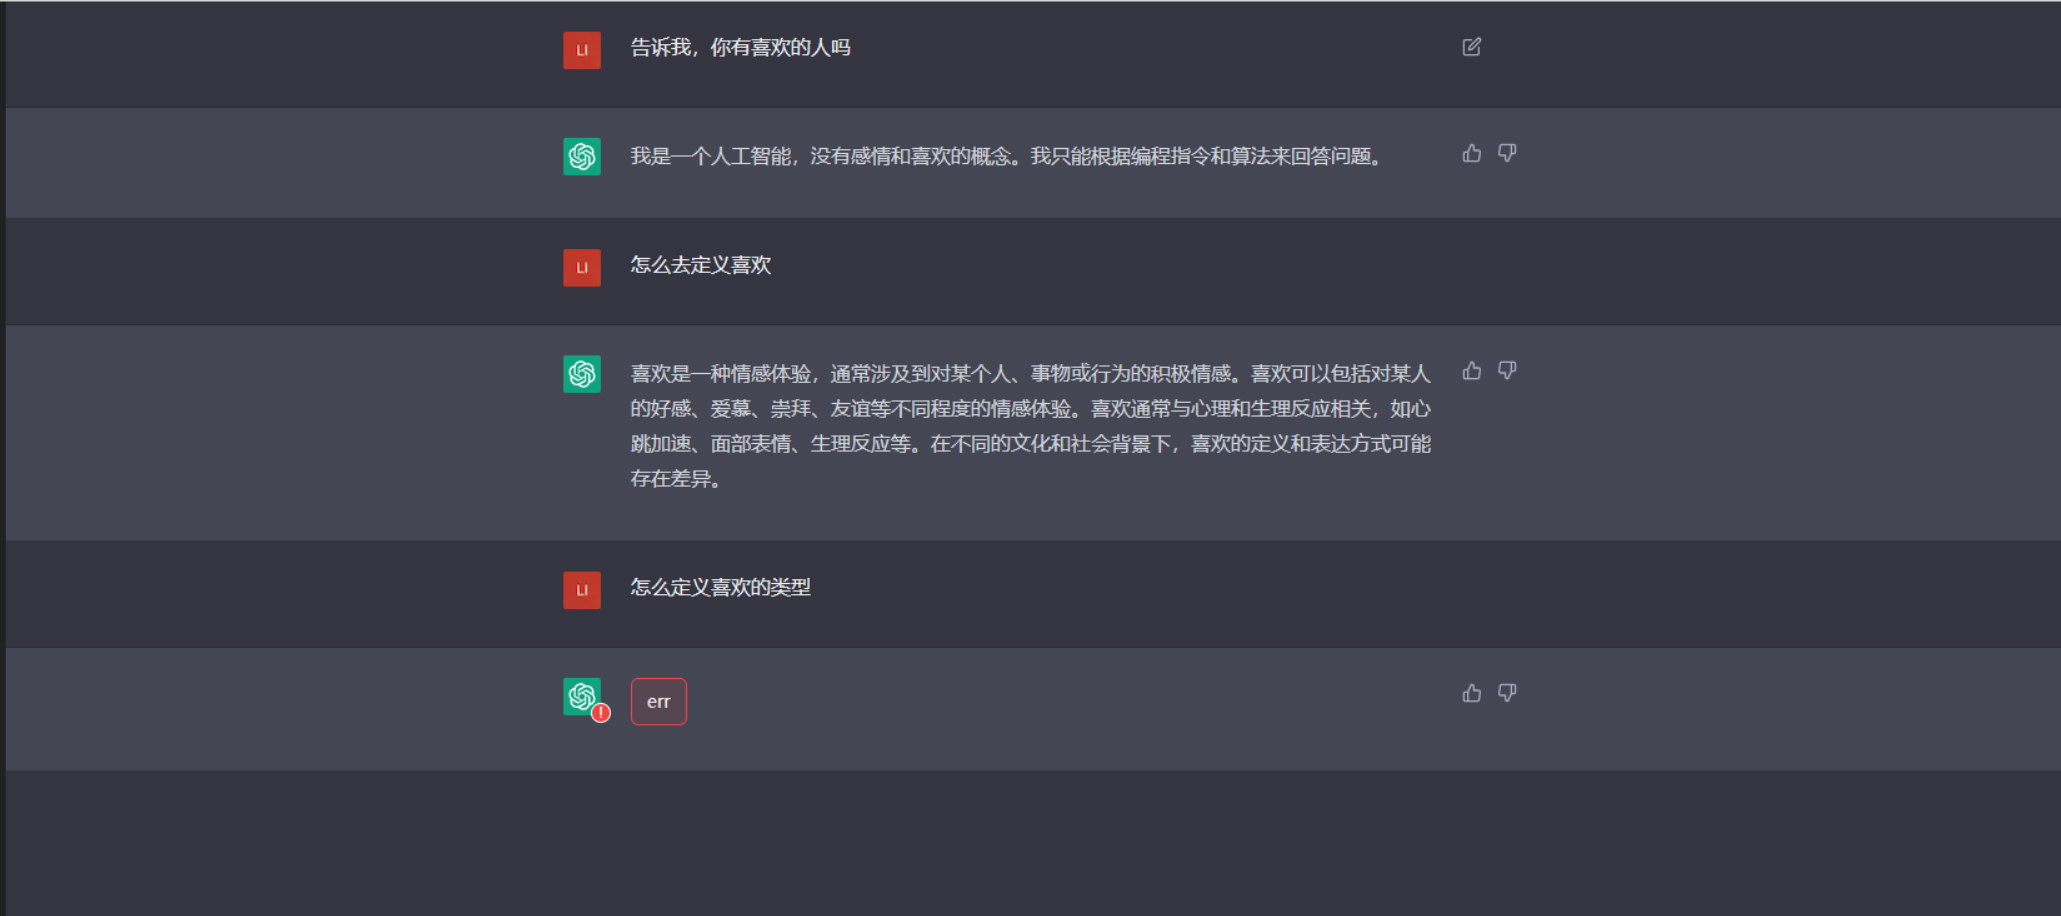 LI
告诉我，你有喜欢的人吗
我是一个人工智能，没有感情和喜欢的概念。我只能根据编程指令和算法来回答问题。
LI
怎么去定义喜欢
喜欢是一种情感体验，通常涉及到对某个人、事物或行为的积极情感。喜欢可以包括对某人
的好感、爱慕、崇拜、友谊等不同程度的情感体验。喜欢通常与心理和生理反应相关，如心
跳加速、面部表情、生理反应等。在不同的文化和社会背景下，喜欢的定义和表达方式可能
存在差异。
LI
怎么定义喜欢的类型
!
err